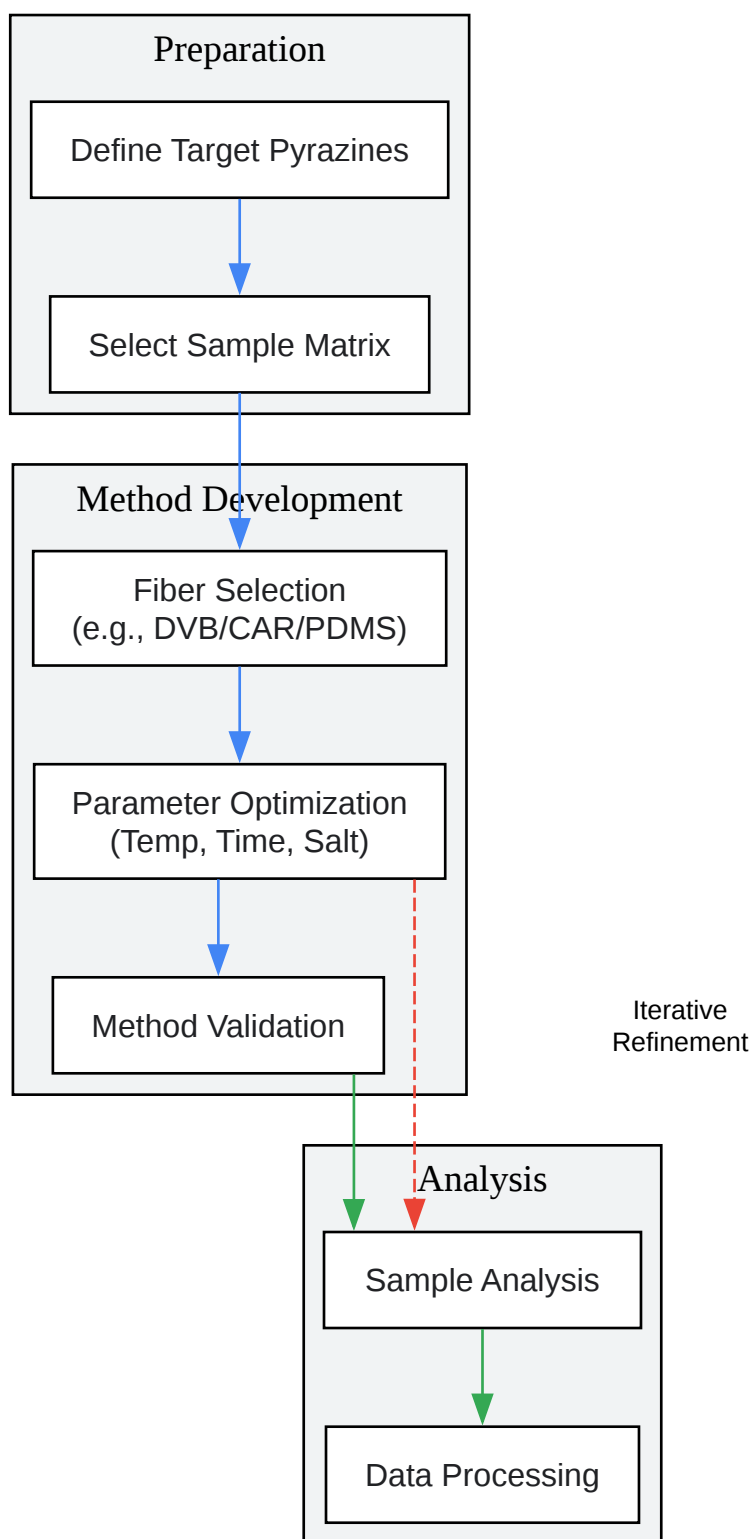 Preparation
Define Target Pyrazines
Select Sample Matrix
Method Development
Fiber Selection
(e.g., DVB/CAR/PDMS)
Parameter Optimization
(Temp, Time, Salt)
Method Validation
Iterative
Refinement
Analysis
Sample Analysis
Data Processing